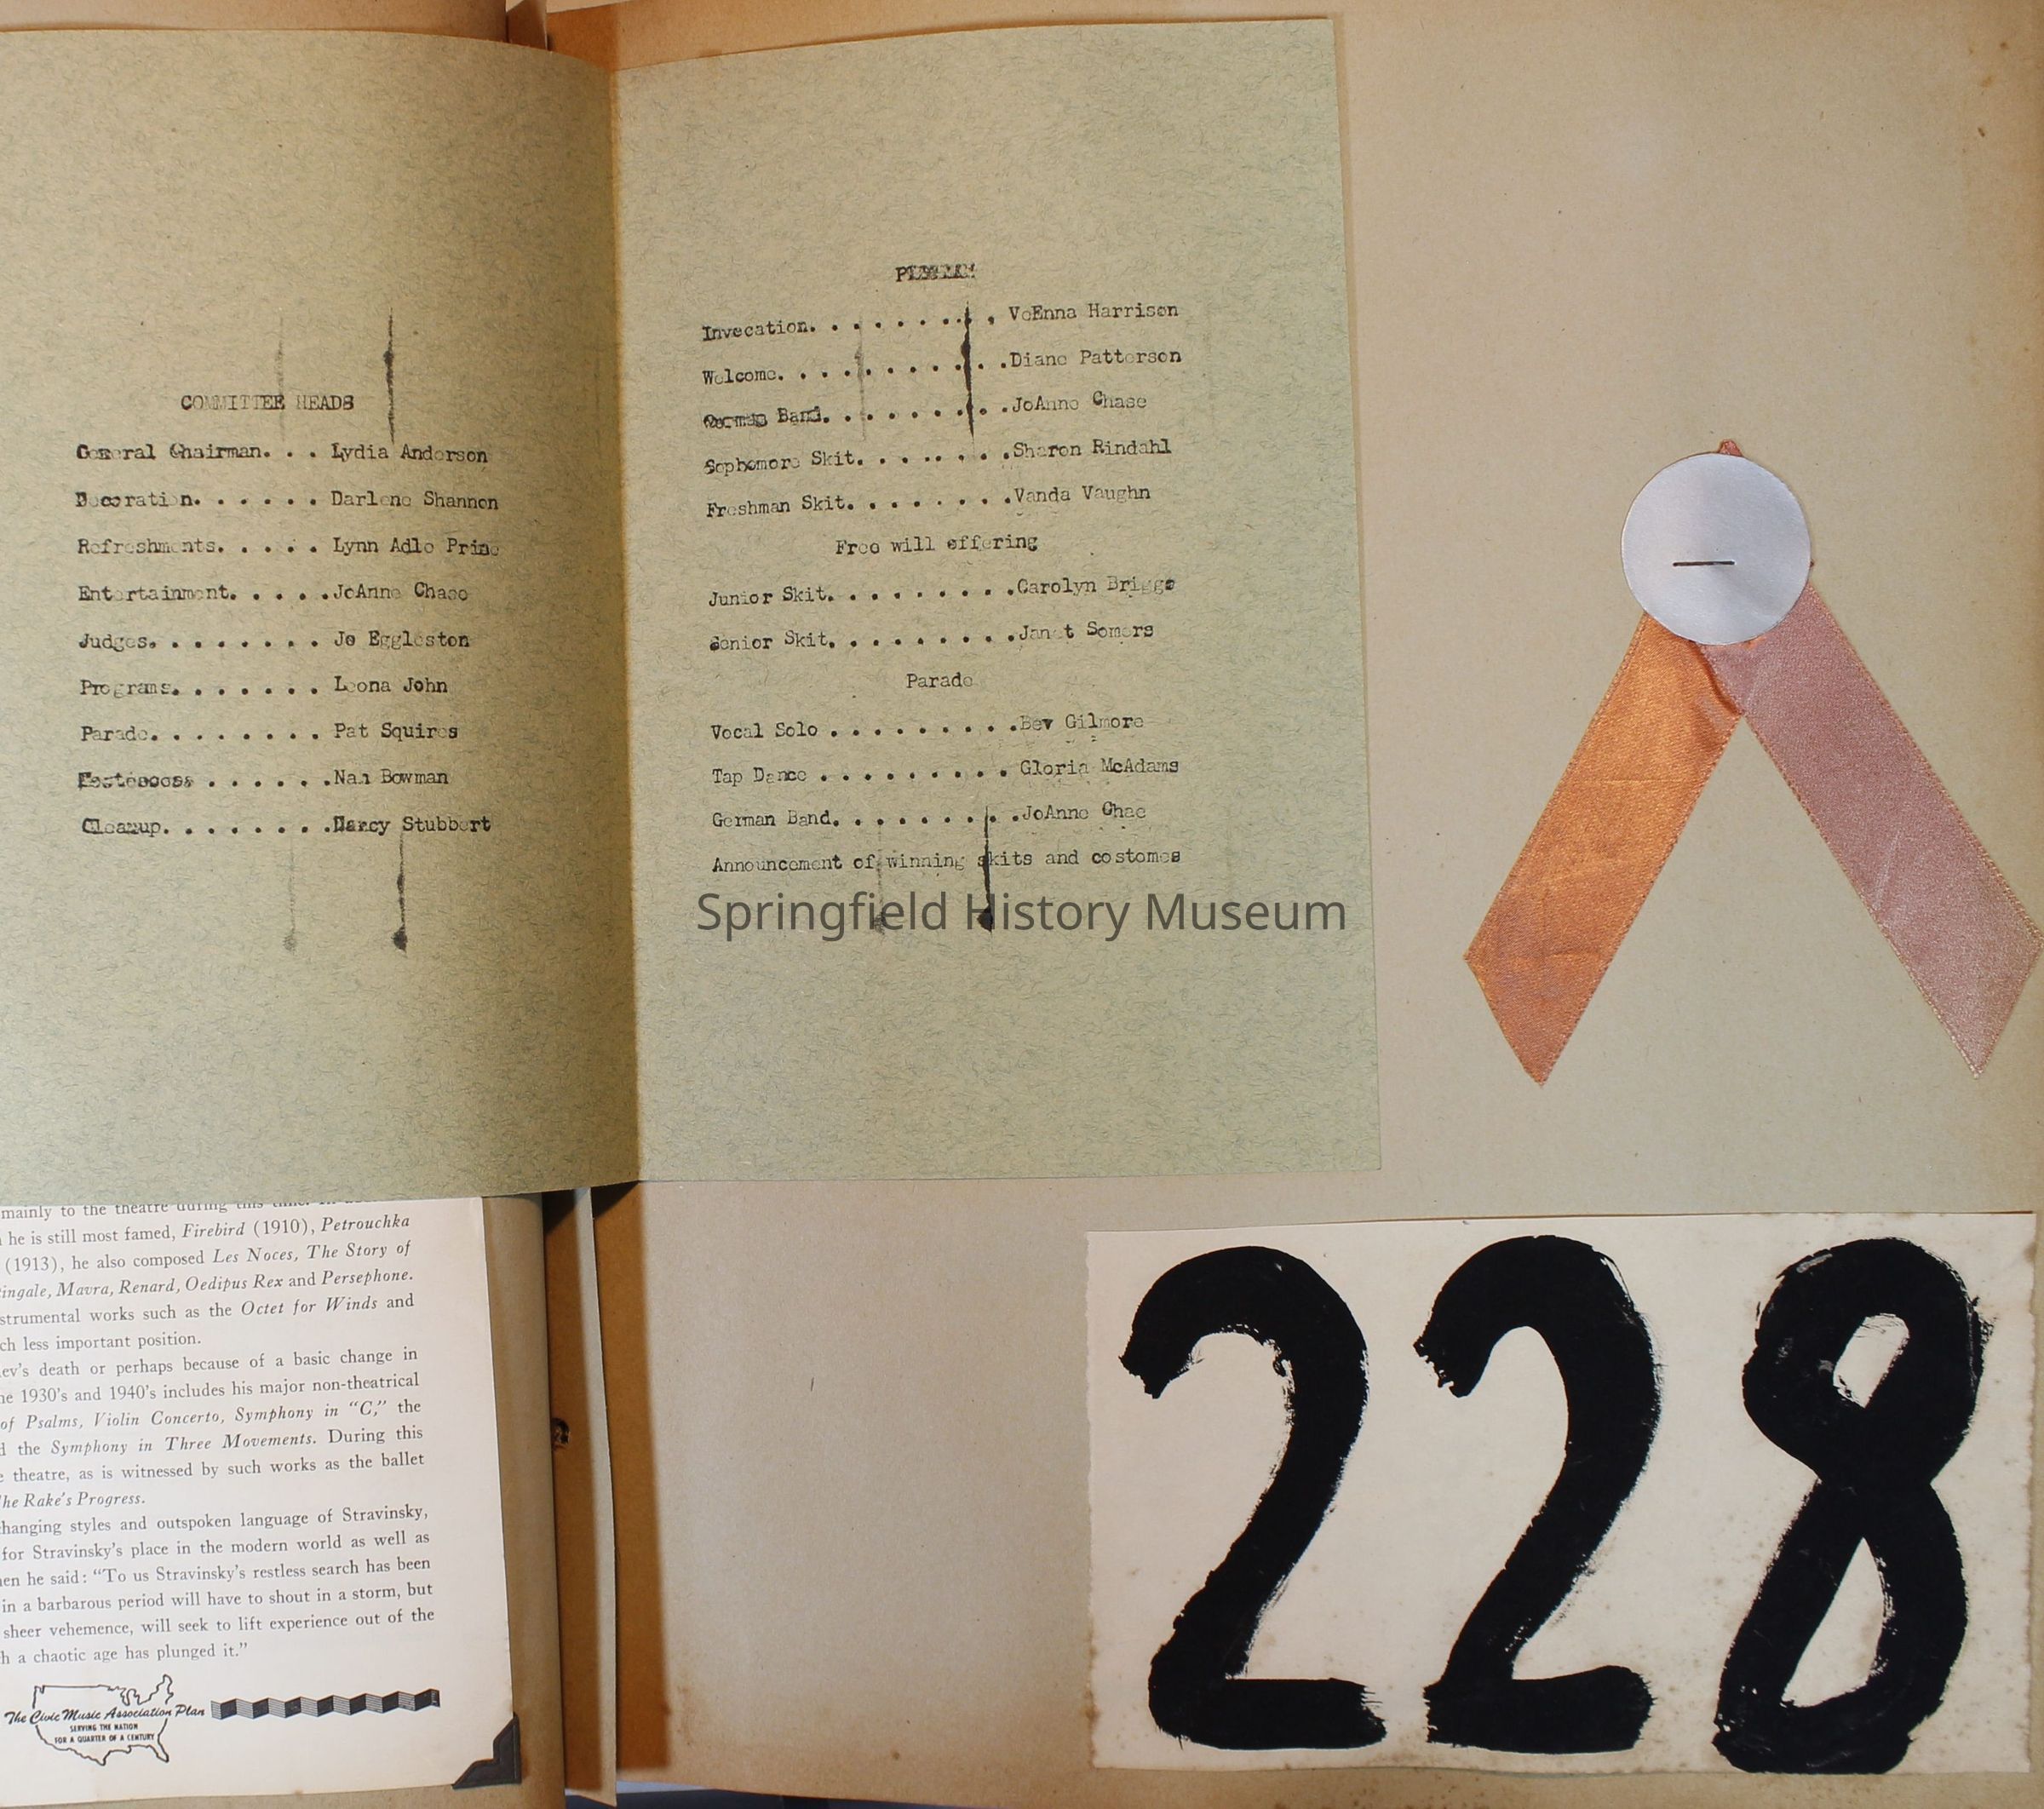 COMMITTEE HEADS
General Chairman. . . Lydia Anderson
Decoration. . . . . . Darlene Shannon
Refreshments. . . . . Lynn Adle Prine
Entertainment. . . . .JoAnne Chase
Judges. . . . . . . . Jo Eggleston
Programs. . . . . . . Leona John
Parade. . . . . . . . Pat Squires
. . . . . .Nan Bowman
Cleanup. . . . . . . .Nancy Stubbert
PROGRAM
Invocation. . . . . . . . , VoEnna Harrison
Welcome. . . . . . . . . . .Diane Patterson
German Band. . . . . . . . .JoAnne Chase
Sophomore Skit. . . . . . . .Sharon Rindahl
Freshman Skit. . . . . . . .Vanda Vaughn
Free will offering
Junior Skit. . . . . . . . .Carolyn Briggs
Senior Skit. . . . . . . . .Janet Somers
Parade
Vocal Solo . . . . . . . . .Bev Gilmore
Tap Dance . . . . . . . . . Gloria McAdams
German Band. . . . . . . . .JoAnne Chae
Announcement of winning skits and costomes
Springfield History Museum
mainly to the theatre during this time.
he is still most famed, Firebird (1910), Petrouchka
(1913), he also composed Les Noces, The Story of
ingale, Mavra, Renard, Oedipus Rex and Persephone.
strumental works such as the Octet for Winds and
ch less important position.
ev's death or perhaps because of a basic change in
he 1930's and 1940's includes his major non-theatrical
of Psalms, Violin Concerto, Symphony in "C," the
d the Symphony in Three Movements. During this
e theatre, as is witnessed by such works as the ballet
he Rake's Progress.
hanging styles and outspoken language of Stravinsky,
for Stravinsky's place in the modern world as well as
en he said: "To us Stravinsky's restless search has been
in a barbarous period will have to shout in a storm, but
sheer vehemence, will seek to lift experience out of the
h a chaotic age has plunged it."
The Civic Music Association Plan
SERVING THE NATION
FOR A QUARTER OF A CENTURY
228